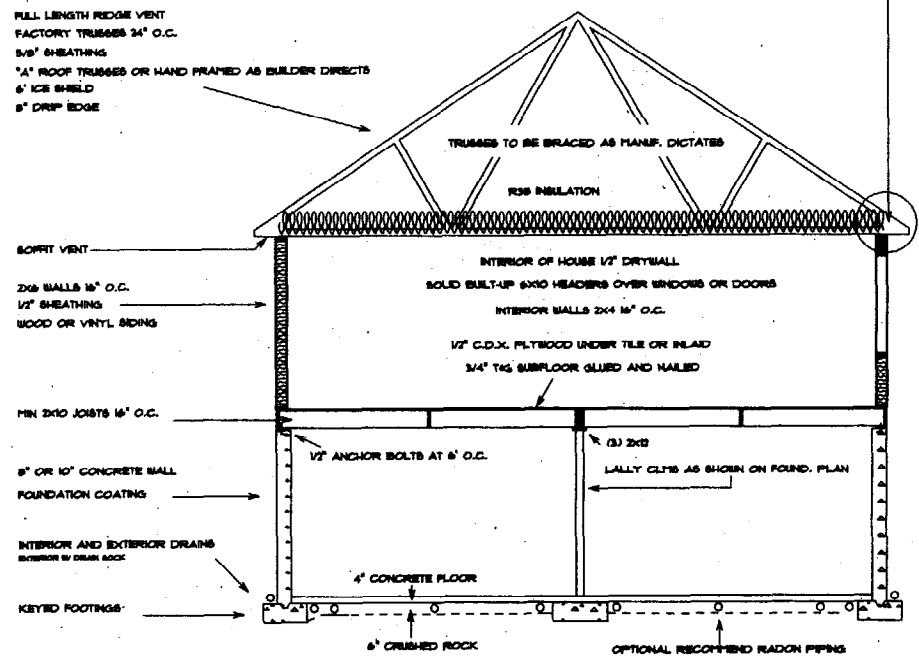 FULL LENGTH RIDGE VENT
FACTORY TRUSSES 24" O.C.
5/8" SHEATHING
"A" ROOF TRUSSES OR HAND FRAMED AS BUILDER DIRECTS
6' ICE SHIELD
8" DRIP EDGE
TRUSSES TO BE BRACED AS MANUF. DICTATES
R38 INSULATION
SOFFIT VENT
INTERIOR OF HOUSE 1/2" DRYWALL
SOLID BUILT-UP 6X10 HEADERS OVER WINDOWS OR DOORS
INTERIOR WALLS 2X4 16" O.C.
2X6 WALLS 16" O.C.
1/2" SHEATHING
WOOD OR VINYL SIDING
1/2" C.D.X. PLYWOOD UNDER TILE OR INLAID
3/4" T&G SUBFLOOR GLUED AND NAILED
MIN 2X10 JOISTS 16" O.C.
1/2" ANCHOR BOLTS AT 6' O.C.
(3) 2X12
LALLY CLMS AS SHOWN ON FOUND. PLAN
8" OR 10" CONCRETE WALL
FOUNDATION COATING
INTERIOR AND EXTERIOR DRAINS
EXTERIOR W/ DRAIN ROCK
4" CONCRETE FLOOR
KEYED FOOTINGS
6" CRUSHED ROCK
OPTIONAL RECOMMEND RADON PIPING